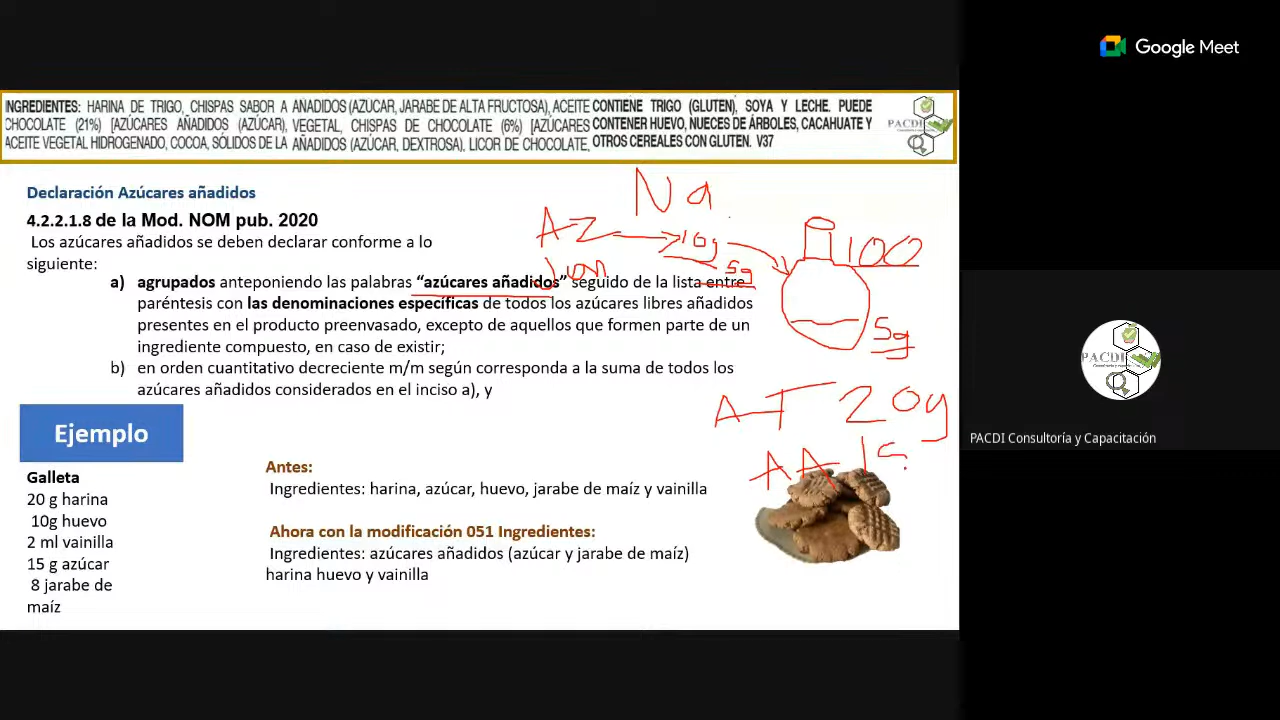 Google Meet
INGREDIENTES: HARINA DE TRIGO, CHISPAS SABOR A
CHOCOLATE (21%) [AZÚCARES AÑADIDOS (AZÚCAR),
ACEITE VEGETAL HIDROGENADO, COCOA, SÓLIDOS DE LA
AÑADIDOS (AZÚCAR, JARABE DE ALTA FRUCTOSA), ACEITE
VEGETAL, CHISPAS DE CHOCOLATE (6%) [AZÚCARES
AÑADIDOS (AZÚCAR, DEXTROSA), LICOR DE CHOCOLATE,
CONTIENE TRIGO (GLUTEN), SOYA Y LECHE. PUEDE
CONTENER HUEVO, NUECES DE ÁRBOLES, CACAHUATE Y
OTROS CEREALES CON GLUTEN. V37
PACDI
Declaración Azúcares añadidos
4.2.2.1.8 de la Mod. NOM pub. 2020
Los azúcares añadidos se deben declarar conforme a lo
siguiente:
a) agrupados anteponiendo las palabras “azúcares añadidos” seguido de la lista entre
paréntesis con las denominaciones específicas de todos los azúcares libres añadidos
presentes en el producto preenvasado, excepto de aquellos que formen parte de un
ingrediente compuesto, en caso de existir;
b) en orden cuantitativo decreciente m/m según corresponda a la suma de todos los
azúcares añadidos considerados en el inciso a), y
Na
AZ
10g
5g
100
5g
AT 20g
AA 15
Ejemplo
Galleta
20 g harina
10g huevo
2 ml vainilla
15 g azúcar
8 jarabe de
maíz
Antes:
Ingredientes: harina, azúcar, huevo, jarabe de maíz y vainilla
Ahora con la modificación 051 Ingredientes:
Ingredientes: azúcares añadidos (azúcar y jarabe de maíz)
harina huevo y vainilla
PACDI
PACDI Consultoría y Capacitación